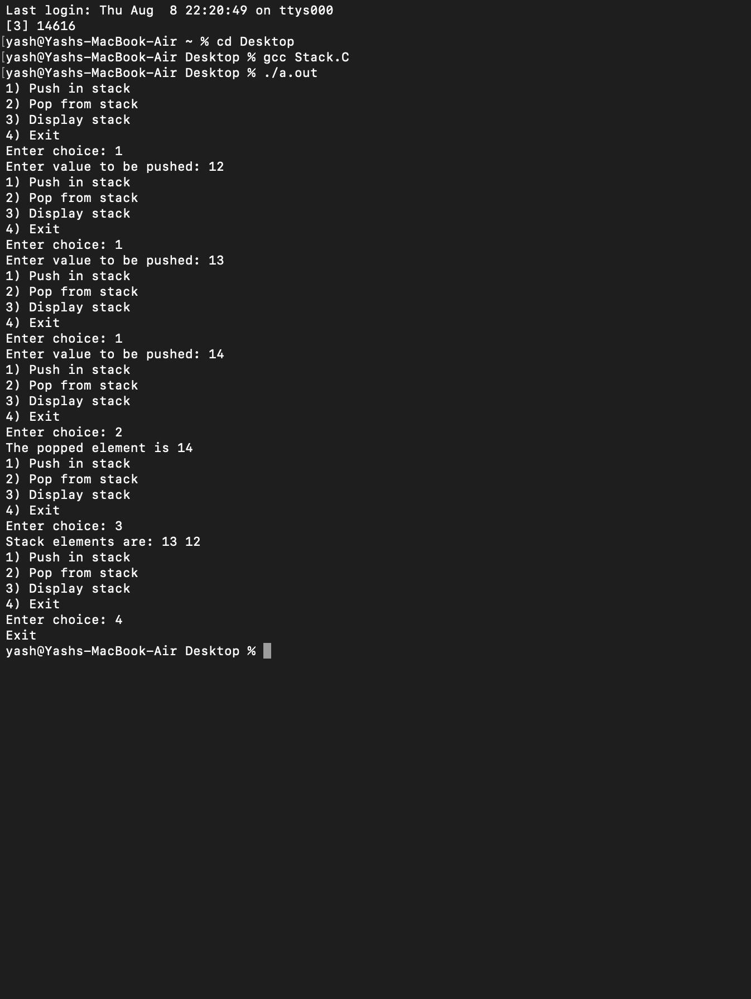 Last login: Thu Aug  8 22:20:49 on ttys000
[3] 14616
[yash@Yashs-MacBook-Air ~ % cd Desktop
[yash@Yashs-MacBook-Air Desktop % gcc Stack.C
[yash@Yashs-MacBook-Air Desktop % ./a.out
1) Push in stack
2) Pop from stack
3) Display stack
4) Exit
Enter choice: 1
Enter value to be pushed: 12
1) Push in stack
2) Pop from stack
3) Display stack
4) Exit
Enter choice: 1
Enter value to be pushed: 13
1) Push in stack
2) Pop from stack
3) Display stack
4) Exit
Enter choice: 1
Enter value to be pushed: 14
1) Push in stack
2) Pop from stack
3) Display stack
4) Exit
Enter choice: 2
The popped element is 14
1) Push in stack
2) Pop from stack
3) Display stack
4) Exit
Enter choice: 3
Stack elements are: 13 12
1) Push in stack
2) Pop from stack
3) Display stack
4) Exit
Enter choice: 4
Exit
yash@Yashs-MacBook-Air Desktop %